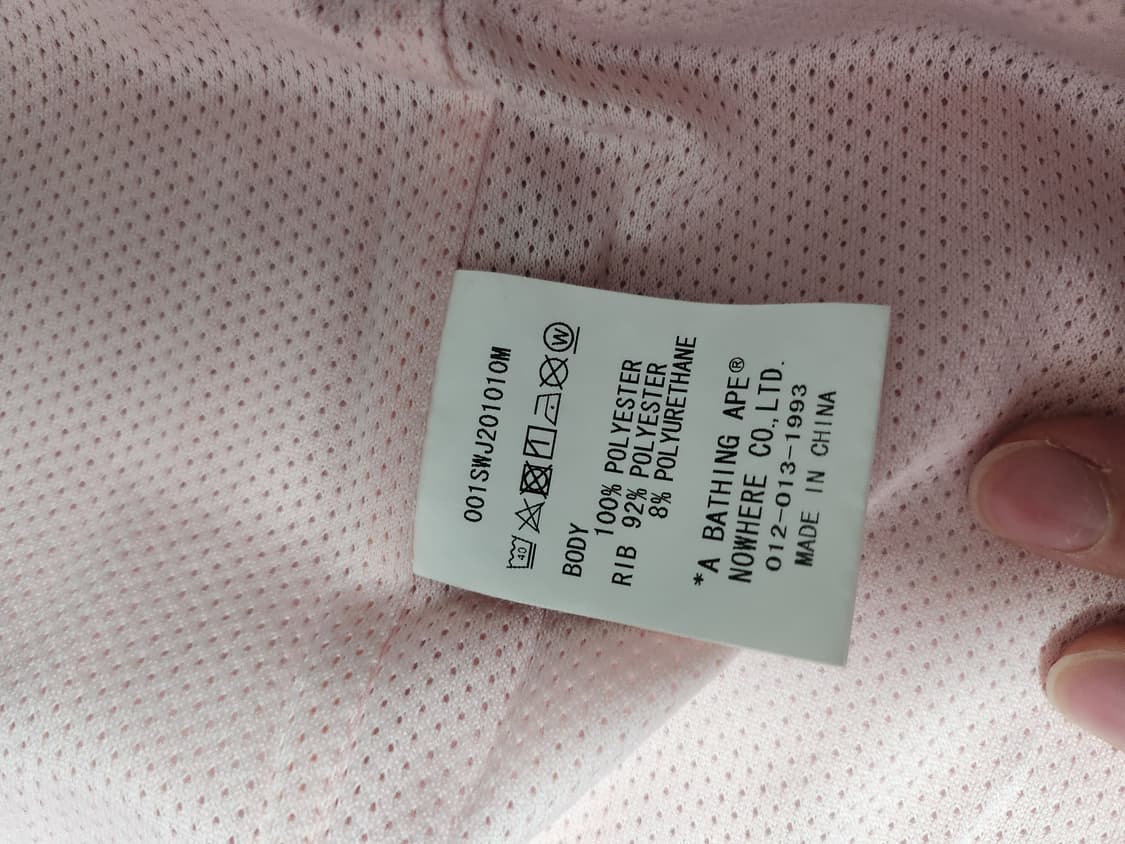 001SWJ201010M
40 W
BODY
100% POLYESTER
RIB 92% POLYESTER
8% POLYURETHANE
*A BATHING APE®
NOWHERE CO.,LTD.
012-013-1993
MADE IN CHINA